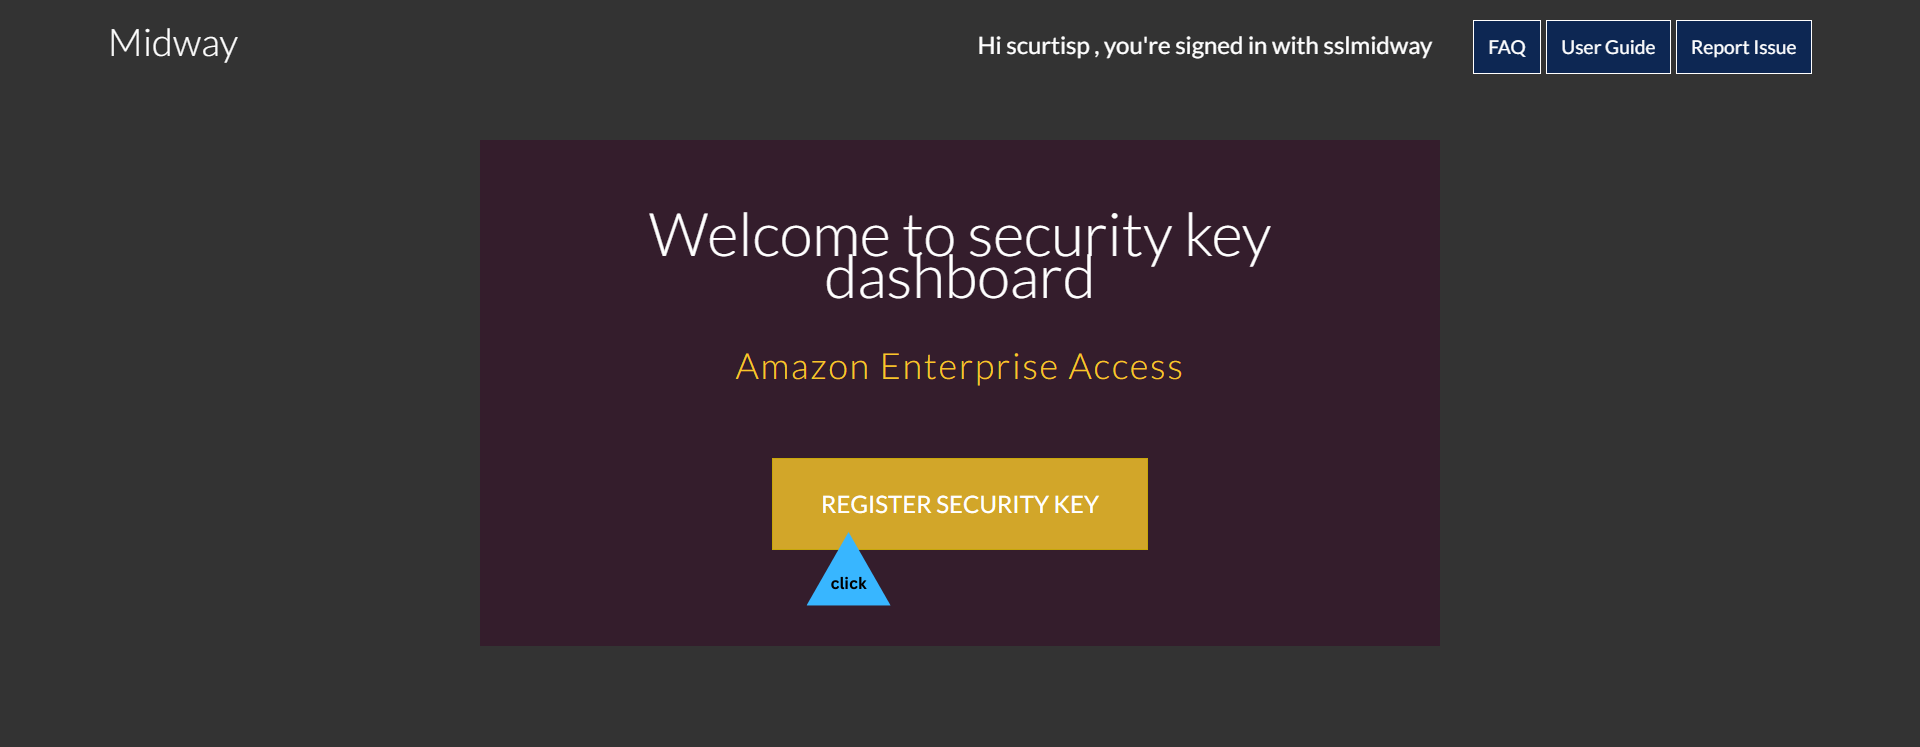 Midway
Hi scurtisp , you're signed in with sslmidway
FAQ
User Guide
Report Issue
Welcome to security key
dashboard
Amazon Enterprise Access
REGISTER SECURITY KEY
click